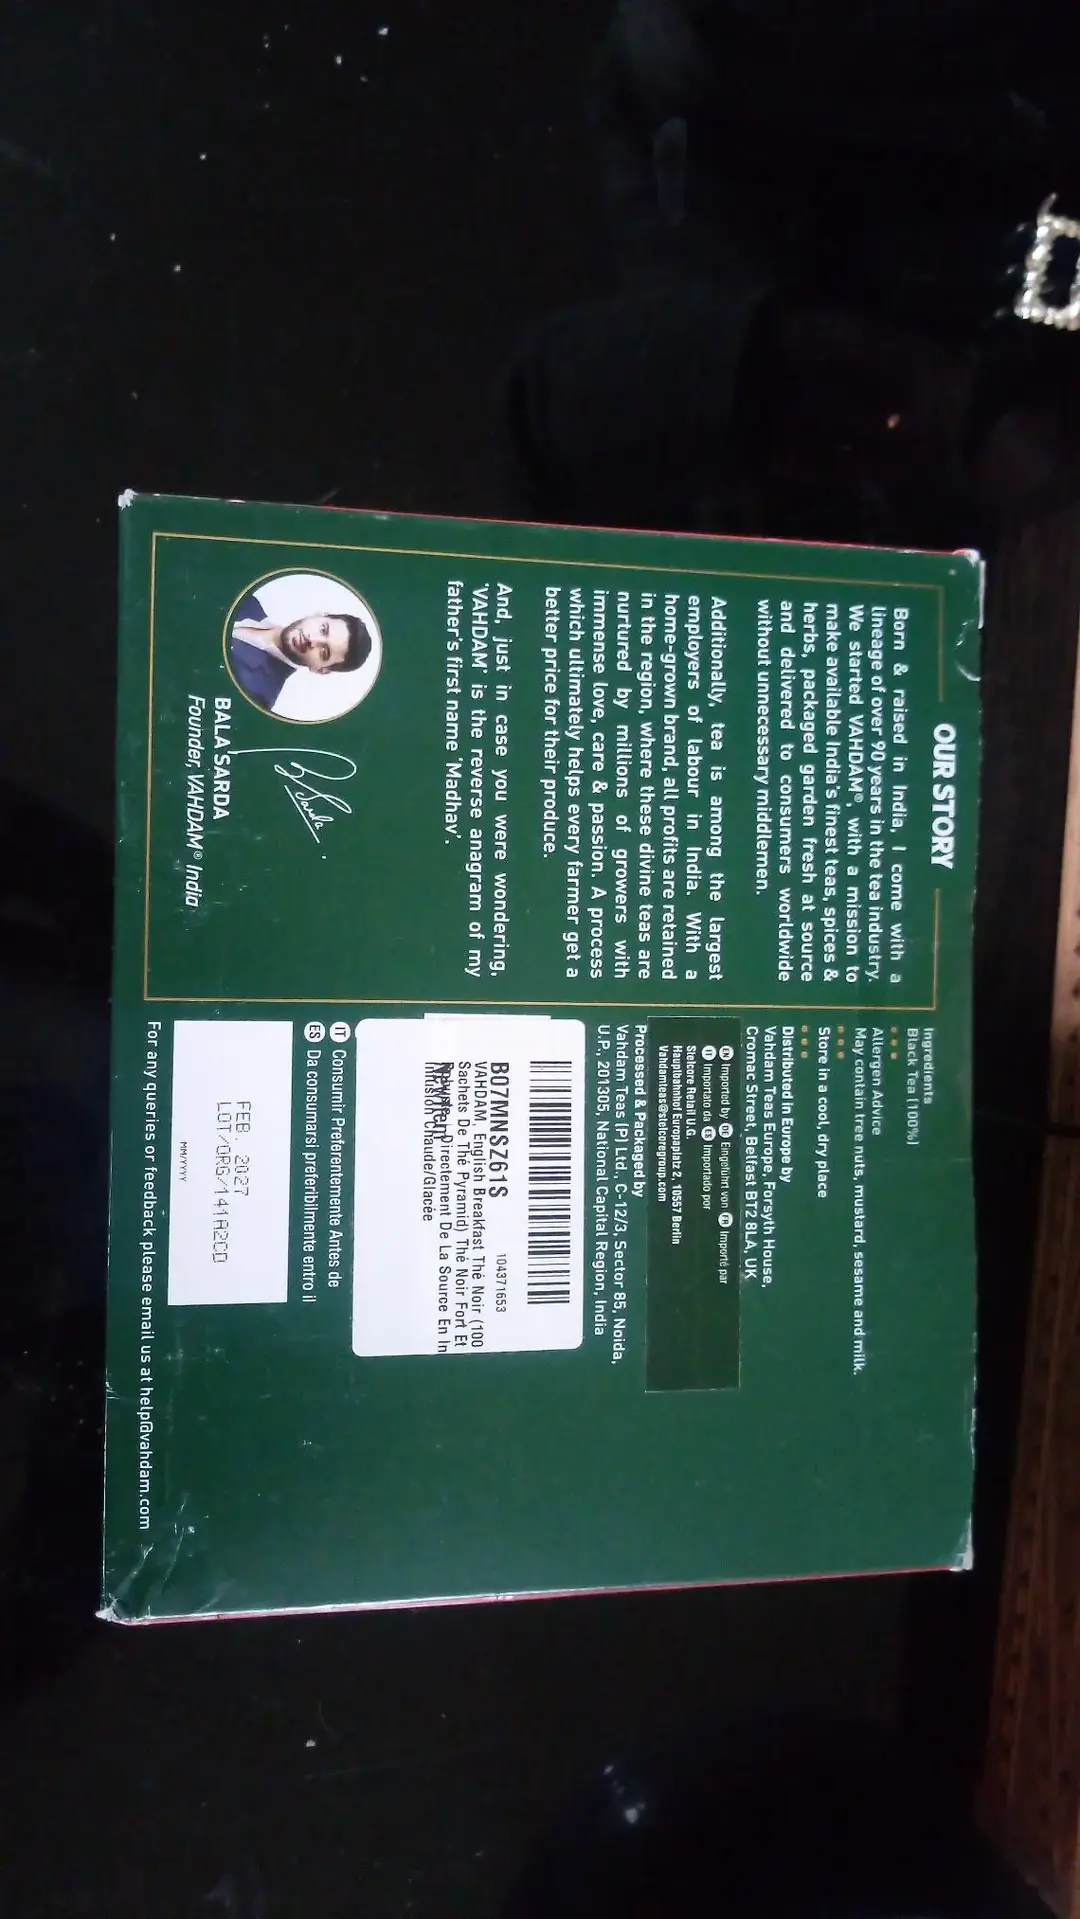 OUR STORY
Born & raised in India, I come with a
lineage of over 90 years in the tea industry.
We started VAHDAM®, with a mission to
make available India's finest teas, spices &
herbs, packaged garden fresh at source
and delivered to consumers worldwide
without unnecessary middlemen.
Additionally, tea is among the largest
employers of labour in India. With a
home-grown brand, all profits are retained
in the region, where these divine teas are
nurtured by millions of growers with
immense love, care & passion. A process
which ultimately helps every farmer get a
better price for their produce.
And, just in case you were wondering,
'VAHDAM' is the reverse anagram of my
father's first name 'Madhav'.
B Sarda
BALA SARDA
Founder, VAHDAM® India
Ingredients
Black Tea (100%)
Allergen Advice
May contain tree nuts, mustard, sesame and milk.
Store in a cool, dry place
Distributed in Europe by
Vahdam Teas Europe, Forsyth House,
Cromac Street, Belfast BT2 8LA, UK
EN Imported by DE Eingeführt von FR Importé par
IT Importato da ES Importado por
Stelcore Retail U.G.
Hauptbahnhof Europaplatz 2, 10557 Berlin
Vahdamteas@stelcoregroup.com
Processed & Packaged by
Vahdam Teas (P) Ltd. C-12/3, Sector 85, Noida,
U.P., 201305, National Capital Region, India
B07MNSZ61S 104371653
VAHDAM, English Breakfast Thé Noir (100
Sachets De Thé Pyramid) Thé Noir Fort Et
Directement De La Source En In
Infusion Chaude/Glacée
IT Consumir Preferentemente Antes de
ES Da consumarsi preferibilmente entro il
FEB. 2027
LOT/ORG/141A2CD
MM/YYYY
For any queries or feedback please email us at help@vahdam.com